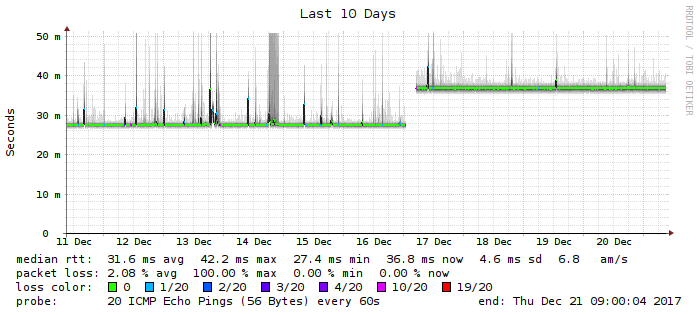 Last 10 Days
RRDTOOL / TOBI OETIKER
Seconds
50 m
40 m
30 m
20 m
10 m
0
11 Dec 12 Dec 13 Dec 14 Dec 15 Dec 16 Dec 17 Dec 18 Dec 19 Dec 20 Dec
median rtt: 31.6 ms avg 42.2 ms max 27.4 ms min 36.8 ms now 4.6 ms sd 6.8 am/s
packet loss: 2.08 % avg 100.00 % max 0.00 % min 0.00 % now
loss color: 0 1/20 2/20 3/20 4/20 10/20 19/20
probe: 20 ICMP Echo Pings (56 Bytes) every 60s end: Thu Dec 21 09:00:04 2017